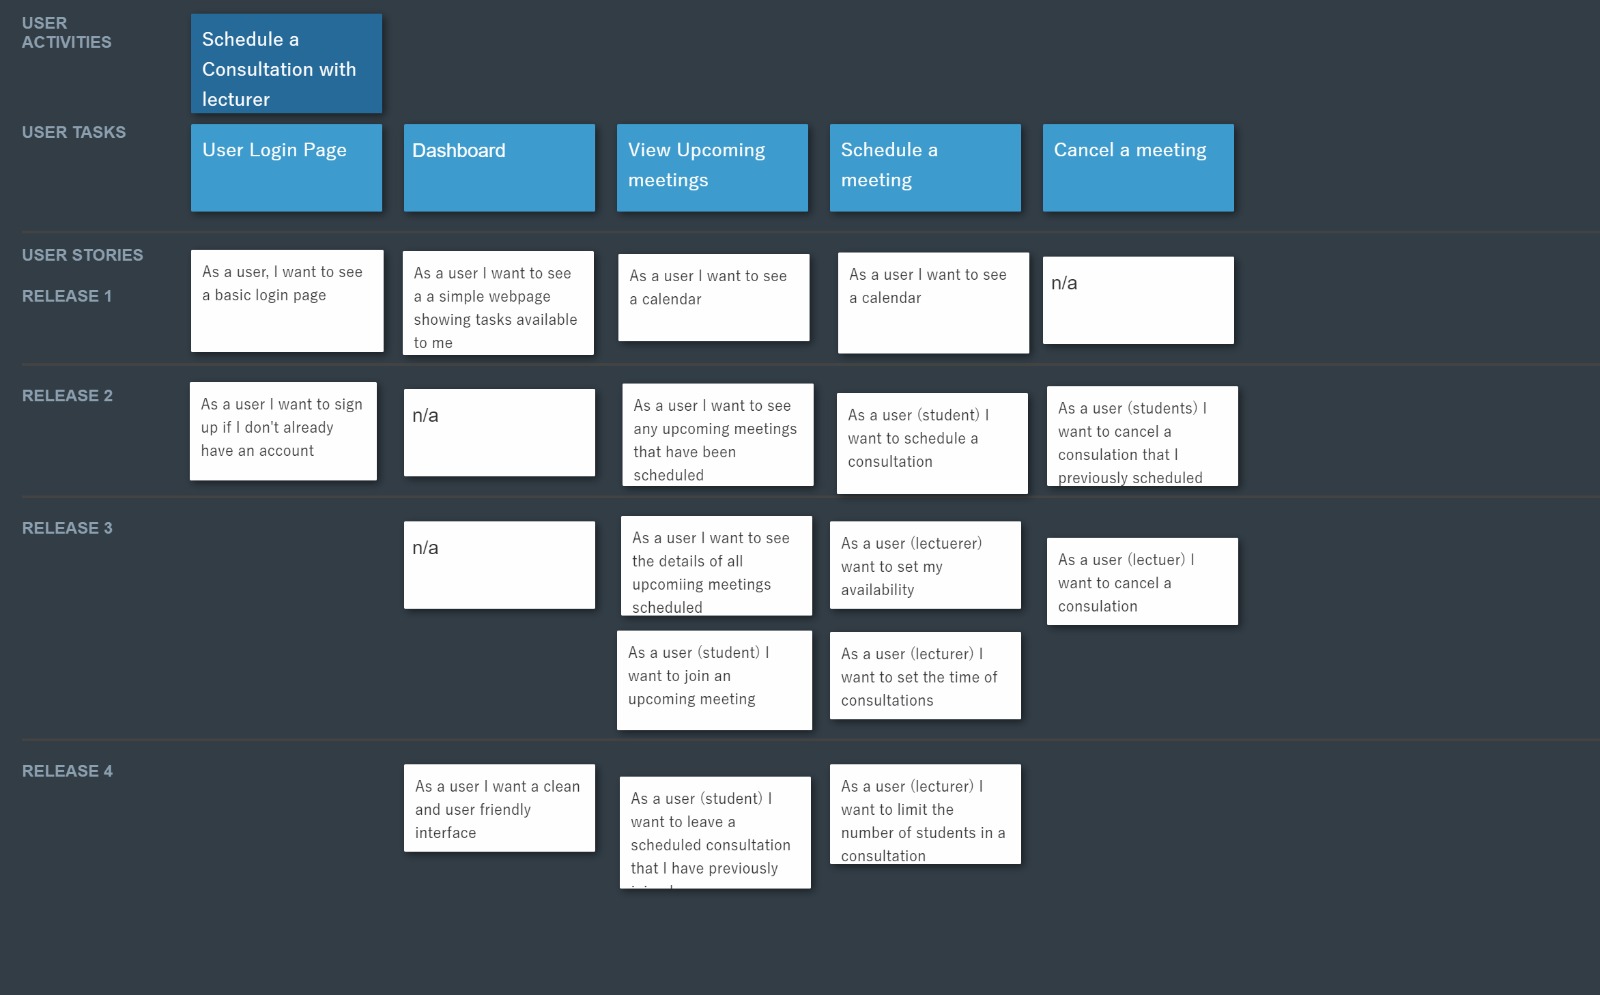 USER
ACTIVITIES
Schedule a
Consultation with
lecturer
USER TASKS
User Login Page
Dashboard
View Upcoming
meetings
Schedule a
meeting
Cancel a meeting
USER STORIES
RELEASE 1
As a user, I want to see
a basic login page
As a user I want to see
a a simple webpage
showing tasks available
to me
As a user I want to see
a calendar
As a user I want to see
a calendar
n/a
RELEASE 2
As a user I want to sign
up if I don't already
have an account
n/a
As a user I want to see
any upcoming meetings
that have been
scheduled
As a user (student) I
want to schedule a
consultation
As a user (students) I
want to cancel a
consulation that I
previously scheduled
RELEASE 3
n/a
As a user I want to see
the details of all
upcomiing meetings
scheduled
As a user (student) I
want to join an
upcoming meeting
As a user (lectuerer)
want to set my
availability
As a user (lecturer) I
want to set the time of
consultations
As a user (lectuer) I
want to cancel a
consulation
RELEASE 4
As a user I want a clean
and user friendly
interface
As a user (student) I
want to leave a
scheduled consultation
that I have previously
As a user (lecturer) I
want to limit the
number of students in a
consultation